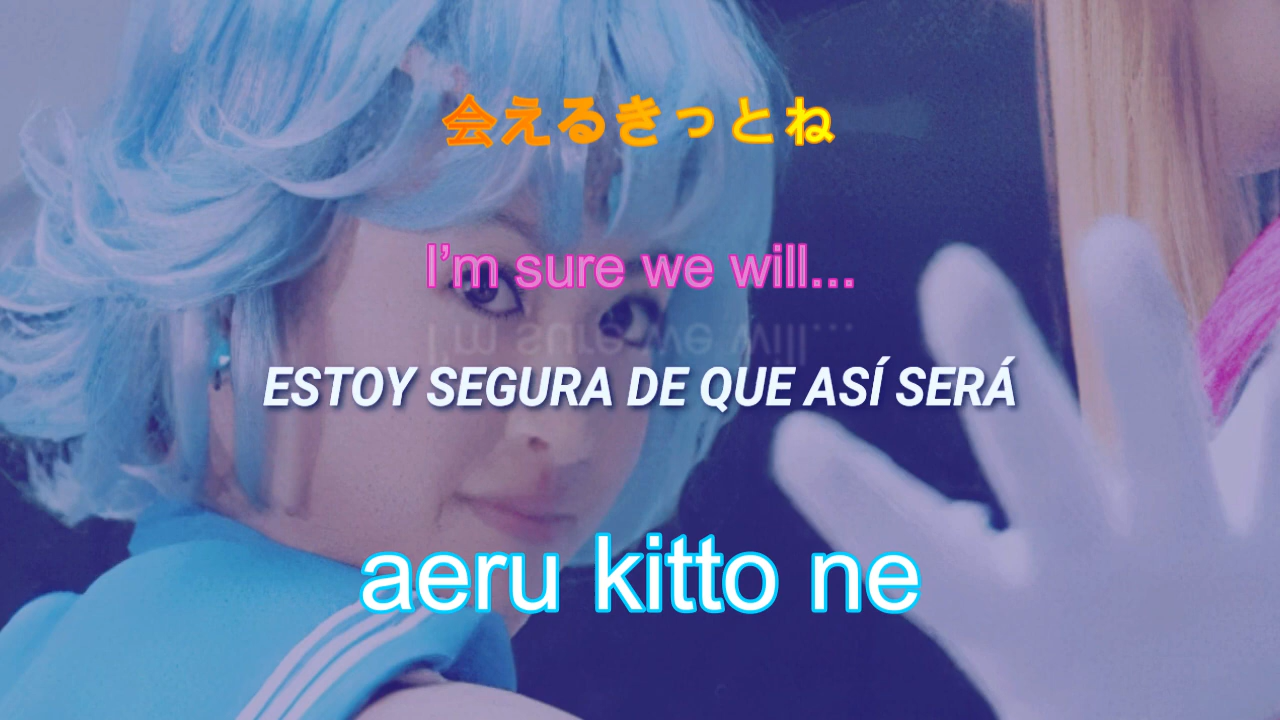 会えるきっとね
I'm sure we will...
ESTOY SEGURA DE QUE ASÍ SERÁ
aeru kitto ne